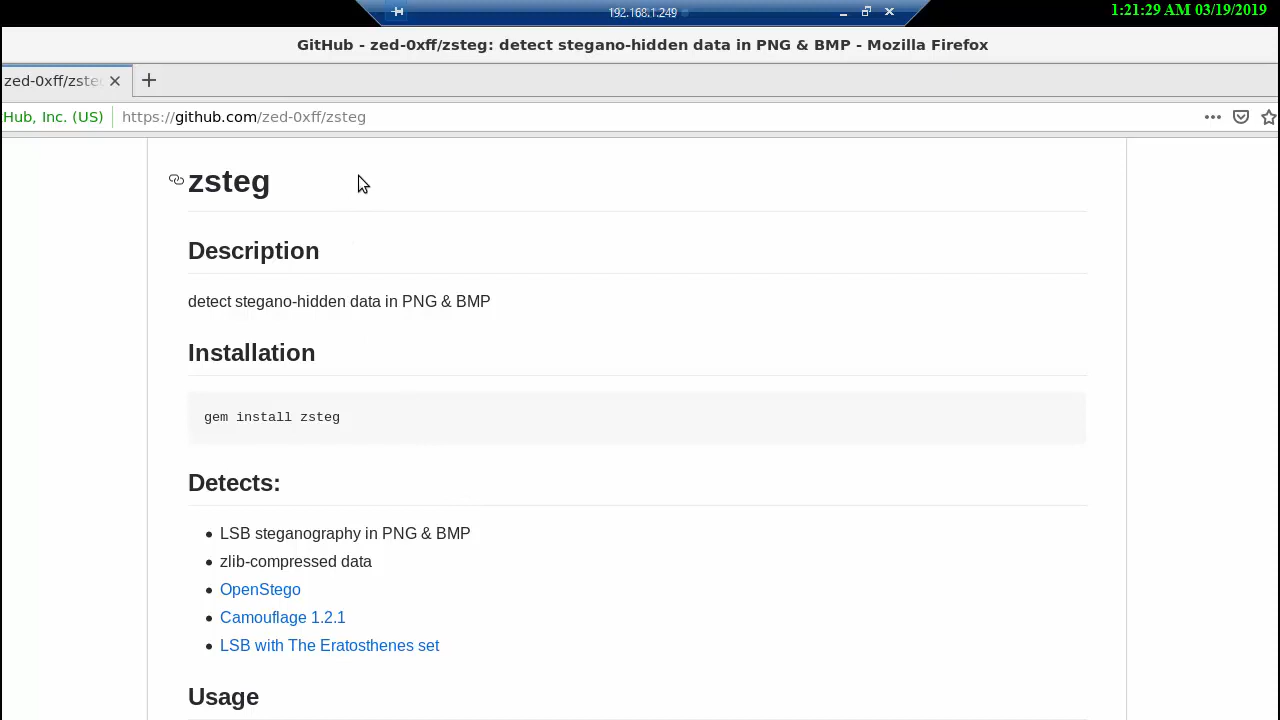 192.168.1.249
1:21:29 AM 03/19/2019
GitHub - zed-0xff/zsteg: detect stegano-hidden data in PNG & BMP - Mozilla Firefox
zed-0xff/zste
Hub, Inc. (US) https://github.com/zed-0xff/zsteg
zsteg
Description
detect stegano-hidden data in PNG & BMP
Installation
gem install zsteg
Detects:
LSB steganography in PNG & BMP
zlib-compressed data
OpenStego
Camouflage 1.2.1
LSB with The Eratosthenes set
Usage